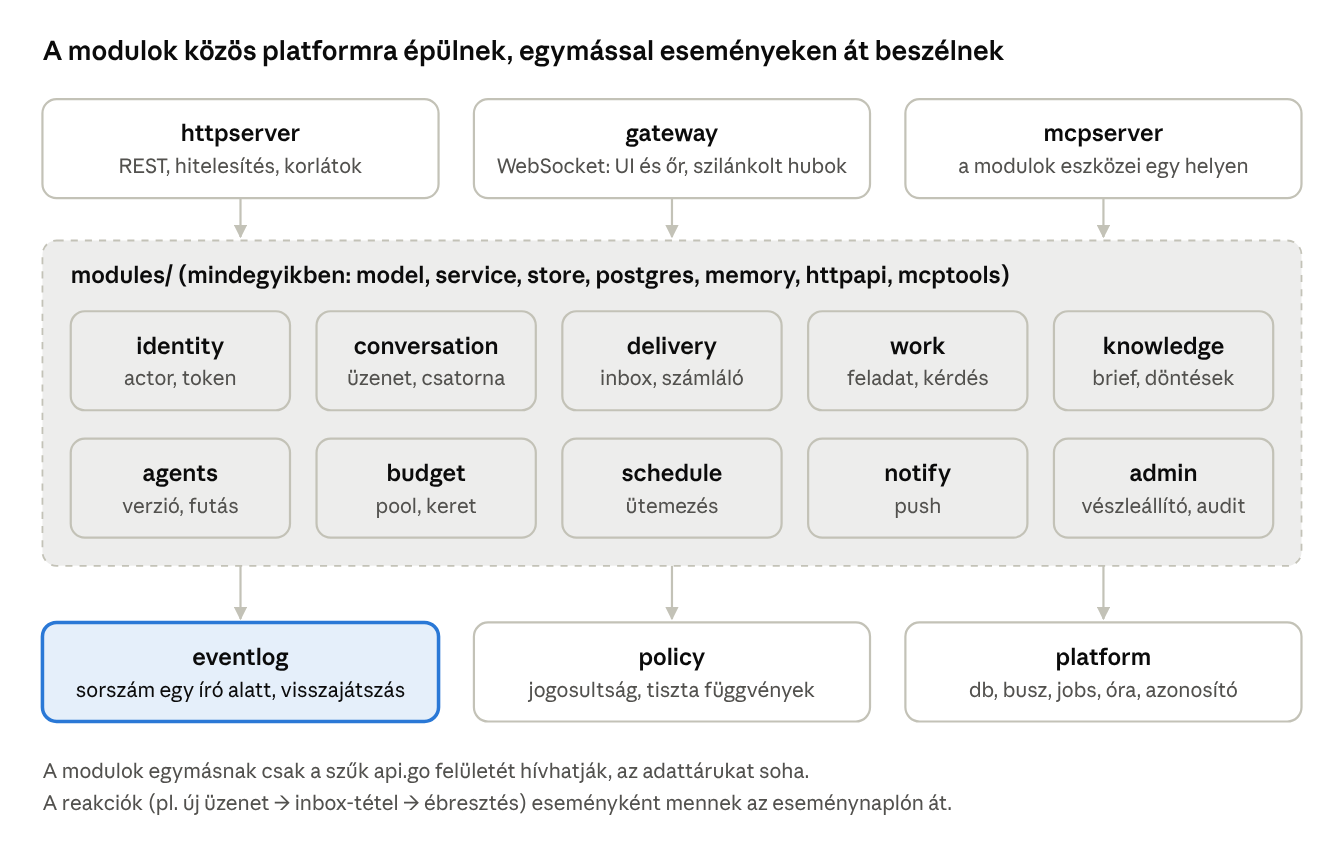 A modulok közös platformra épülnek, egymással eseményeken át beszélnek
httpserver
REST, hitelesítés, korlátok
gateway
WebSocket: UI és őr, szilánkolt hubok
mcpserver
a modulok eszközei egy helyen
modules/ (mindegyikben: model, service, store, postgres, memory, httpapi, mcptools)
identity
actor, token
conversation
üzenet, csatorna
delivery
inbox, számláló
work
feladat, kérdés
knowledge
brief, döntések
agents
verzió, futás
budget
pool, keret
schedule
ütemezés
notify
push
admin
vészleállító, audit
eventlog
sorszám egy író alatt, visszajátszás
policy
jogosultság, tiszta függvények
platform
db, busz, jobs, óra, azonosító
A modulok egymásnak csak a szűk api.go felületét hívhatják, az adattárukat soha.
A reakciók (pl. új üzenet → inbox-tétel → ébresztés) eseményként mennek az eseménynaplón át.